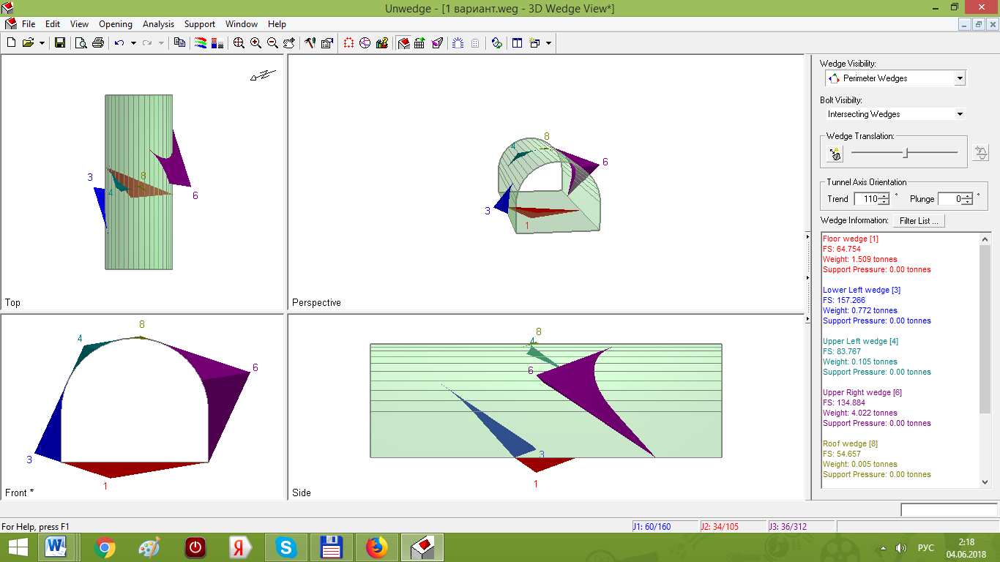 Unwedge - [1 вариант.weg - 3D Wedge View*]
File Edit View Opening Analysis Support Window Help
Top
3
4
8
6
Perspective
4
8
6
3
1
Front *
8
4
6
3
1
Side
8
4
6
3
1
Wedge Visibility:
Perimeter Wedges
Bolt Visibilty:
Intersecting Wedges
Wedge Translation:
Tunnel Axis Orientation
Trend 110 ° Plunge 0 °
Wedge Information: Filter List ...
Floor wedge [1]
FS: 64.754
Weight: 1.509 tonnes
Support Pressure: 0.00 tonnes
Lower Left wedge [3]
FS: 157.266
Weight: 0.772 tonnes
Support Pressure: 0.00 tonnes
Upper Left wedge [4]
FS: 83.767
Weight: 0.105 tonnes
Support Pressure: 0.00 tonnes
Upper Right wedge [6]
FS: 134.884
Weight: 4.022 tonnes
Support Pressure: 0.00 tonnes
Roof wedge [8]
FS: 54.657
Weight: 0.005 tonnes
Support Pressure: 0.00 tonnes
For Help, press F1
J1: 60/160 J2: 34/105 J3: 36/312
W Я S РУС
2:18
04.06.2018